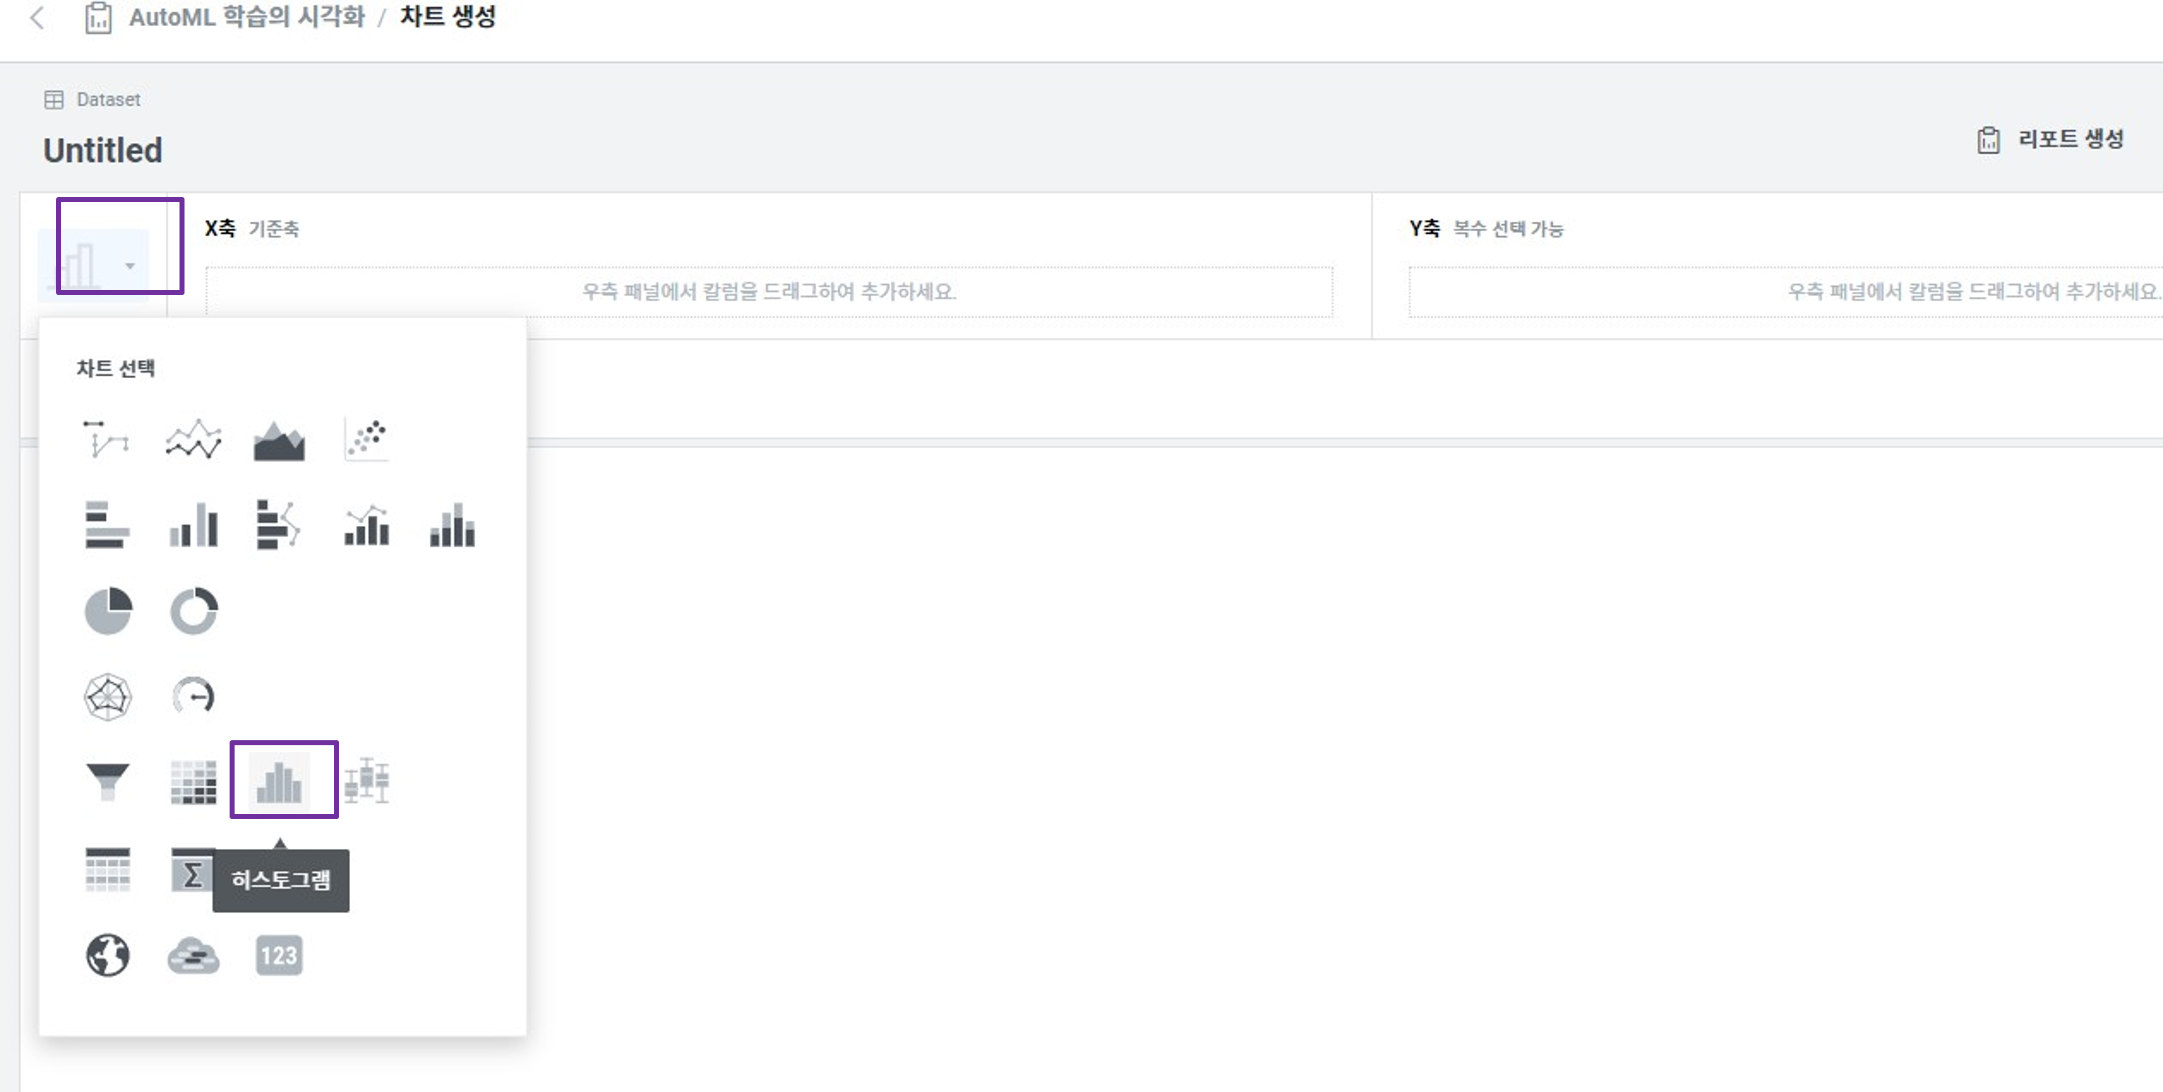 AutoML 학습의 시각화 / 차트 생성
Dataset
Untitled
리포트 생성
X축 기준축
Y축 복수 선택 가능
우측 패널에서 칼럼을 드래그하여 추가하세요.
우측 패널에서 칼럼을 드래그하여 추가하세요.
차트 선택
Σ
히스토그램
123